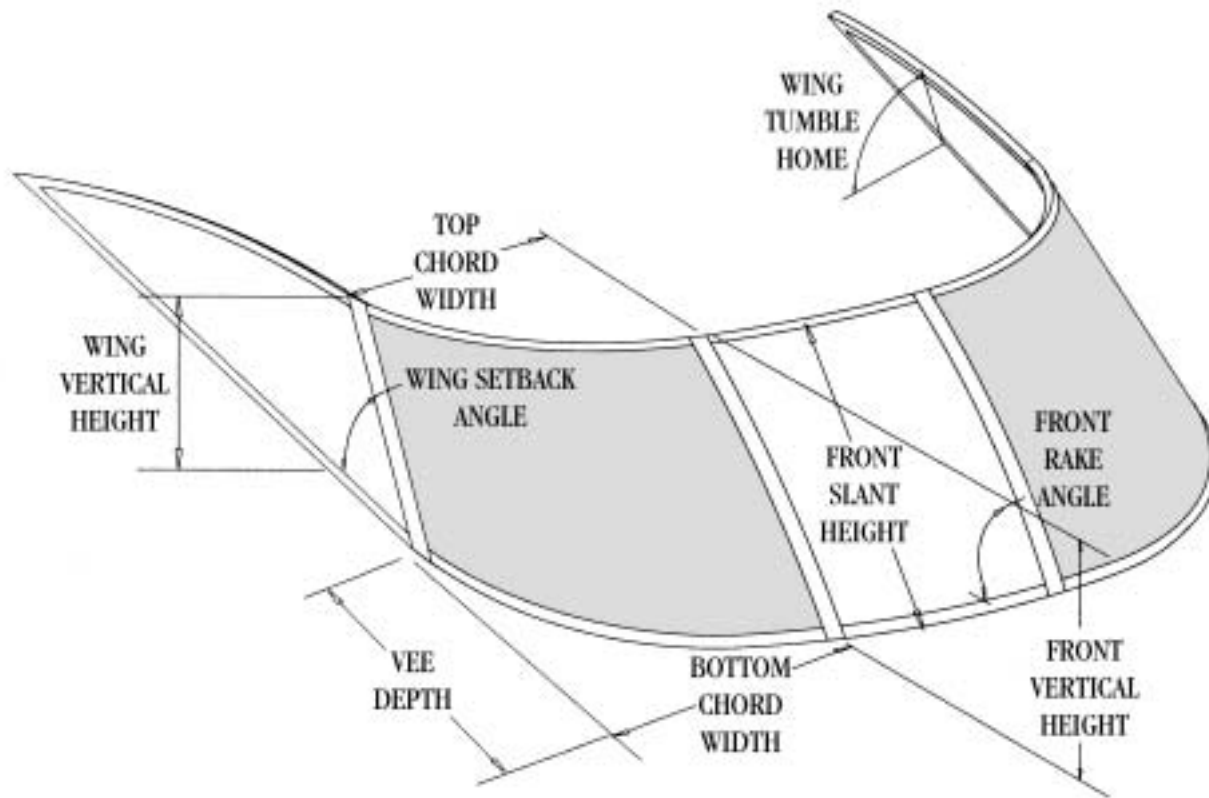 WING
TUMBLE
HOME
TOP
CHORD
WIDTH
WING
VERTICAL
HEIGHT
WING SETBACK
ANGLE
FRONT
SLANT
HEIGHT
FRONT
RAKE
ANGLE
VEE
DEPTH
BOTTOM
CHORD
WIDTH
FRONT
VERTICAL
HEIGHT